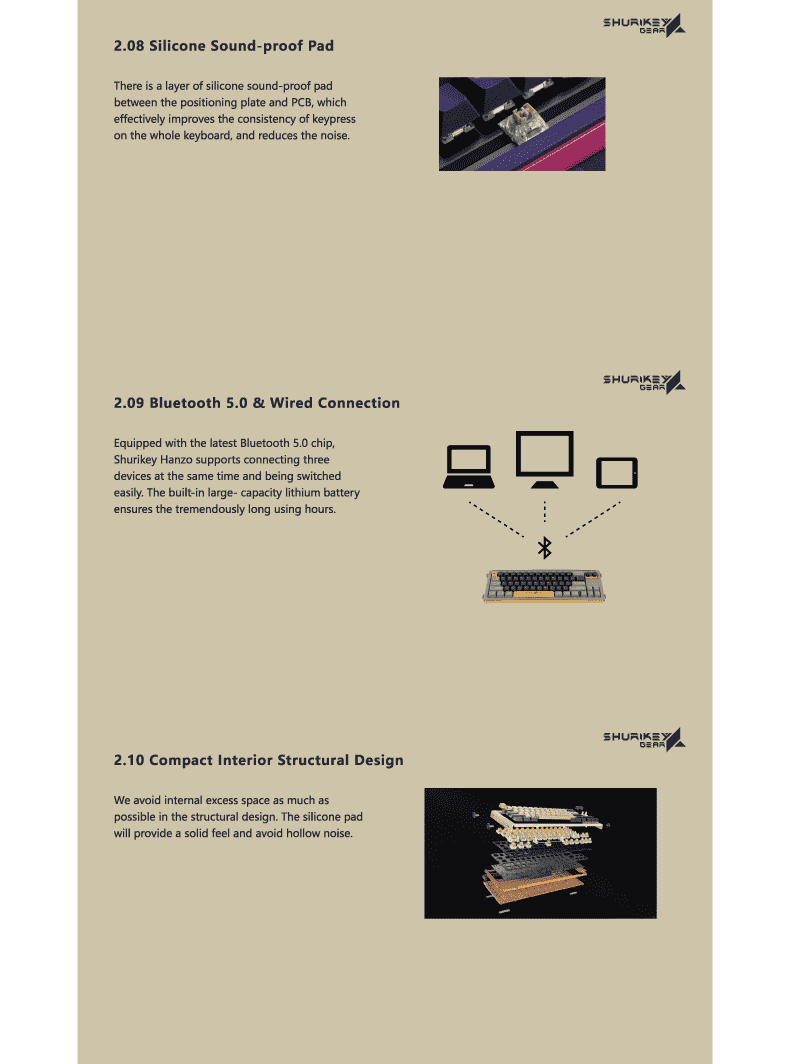 SHURIKEY
GEAR
2.08 Silicone Sound-proof Pad
There is a layer of silicone sound-proof pad
between the positioning plate and PCB, which
effectively improves the consistency of keypress
on the whole keyboard, and reduces the noise.
SHURIKEY
GEAR
2.09 Bluetooth 5.0 & Wired Connection
Equipped with the latest Bluetooth 5.0 chip,
Shurikey Hanzo supports connecting three
devices at the same time and being switched
easily. The built-in large- capacity lithium battery
ensures the tremendously long using hours.
SHURIKEY
GEAR
2.10 Compact Interior Structural Design
We avoid internal excess space as much as
possible in the structural design. The silicone pad
will provide a solid feel and avoid hollow noise.